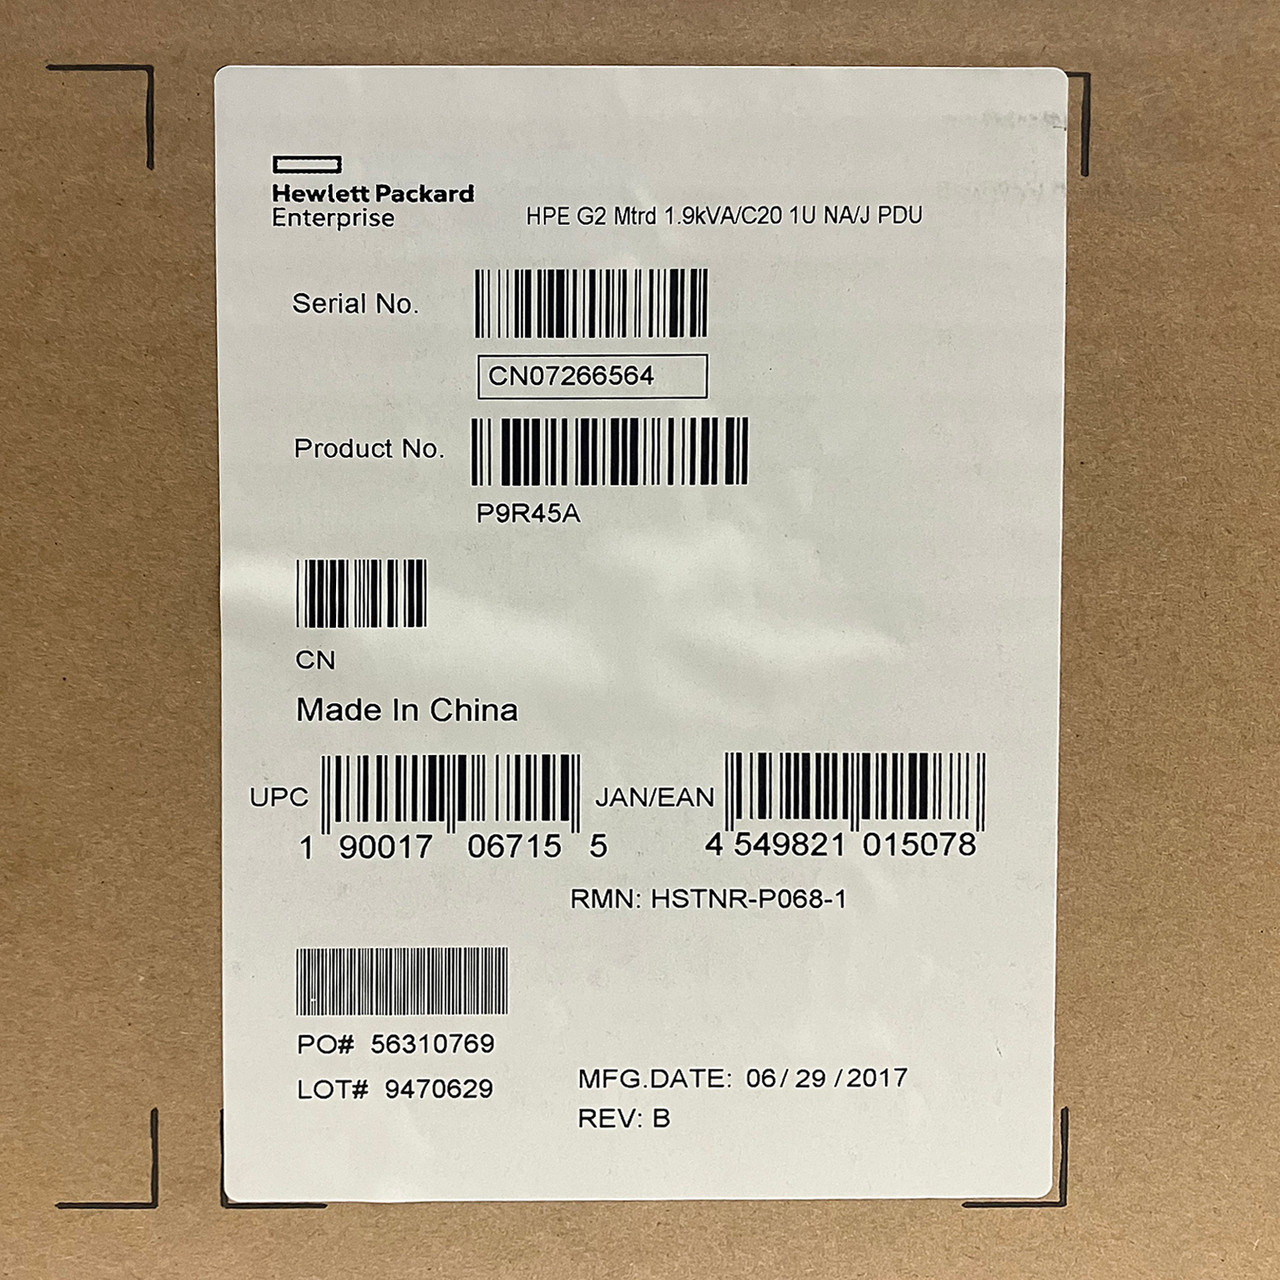 Hewlett Packard
Enterprise
HPE G2 Mtrd 1.9kVA/C20 1U NA/J PDU
Serial No.
CN07266564
Product No.
P9R45A
CN
Made In China
UPC
1 90017 06715 5
JAN/EAN
4 549821 015078
RMN: HSTNR-P068-1
PO# 56310769
LOT# 9470629
MFG.DATE: 06/ 29 /2017
REV: B